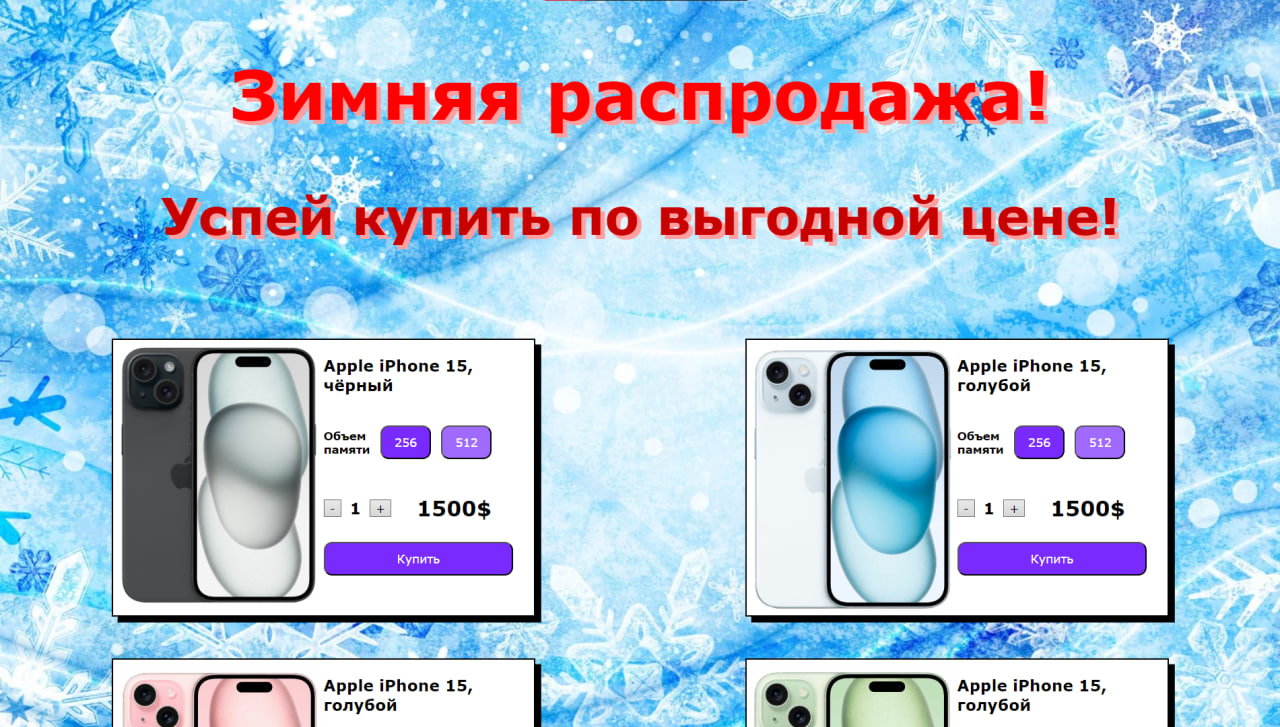 Зимняя распродажа!
Успей купить по выгодной цене!
Apple iPhone 15,
чёрный
Объем
памяти
256
512
- 1 + 1500$
Купить
Apple iPhone 15,
голубой
Объем
памяти
256
512
- 1 + 1500$
Купить
Apple iPhone 15,
голубой
Apple iPhone 15,
голубой